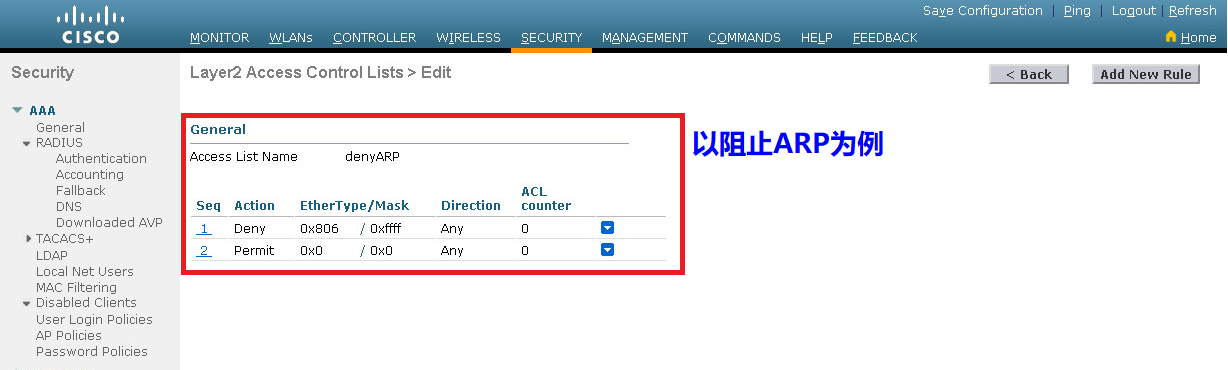 Save Configuration | Ping | Logout | Refresh
CISCO
MONITOR WLANs CONTROLLER WIRELESS SECURITY MANAGEMENT COMMANDS HELP FEEDBACK Home
Security
Layer2 Access Control Lists > Edit
< Back Add New Rule
AAA
General
RADIUS
Authentication
Accounting
Fallback
DNS
Downloaded AVP
TACACS+
LDAP
Local Net Users
MAC Filtering
Disabled Clients
User Login Policies
AP Policies
Password Policies
General
Access List Name denyARP
Seq Action EtherType/Mask Direction ACL counter
1 Deny 0x806 / 0xffff Any 0
2 Permit 0x0 / 0x0 Any 0
以阻止ARP为例